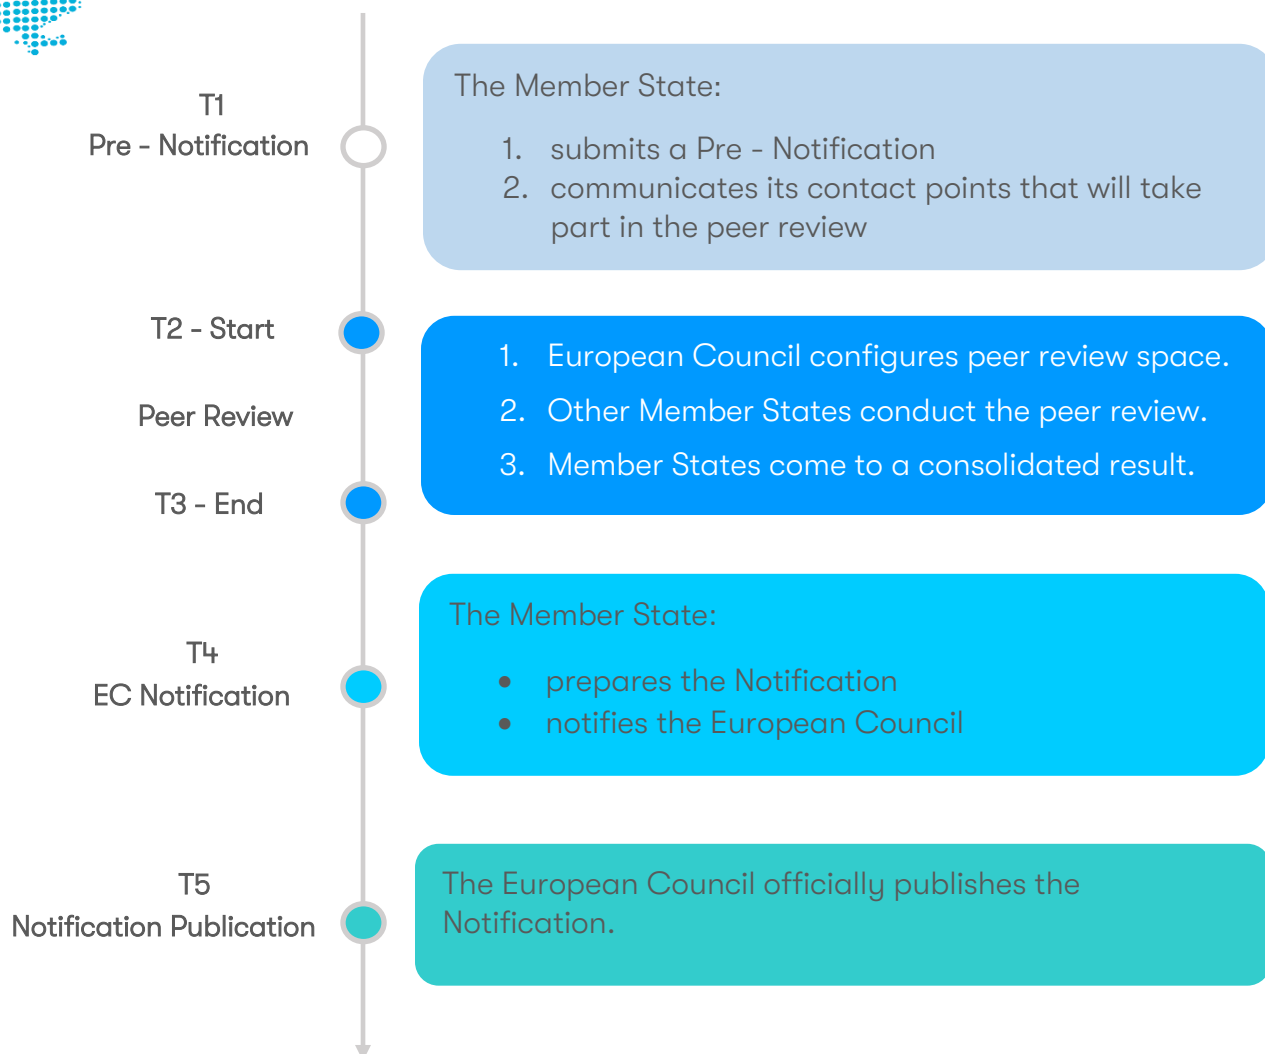 T1
Pre - Notification
The Member State:
1. submits a Pre - Notification
2. communicates its contact points that will take
part in the peer review
T2 - Start
Peer Review
T3 - End
1. European Council configures peer review space.
2. Other Member States conduct the peer review.
3. Member States come to a consolidated result.
T4
EC Notification
The Member State:
• prepares the Notification
• notifies the European Council
T5
Notification Publication
The European Council officially publishes the
Notification.